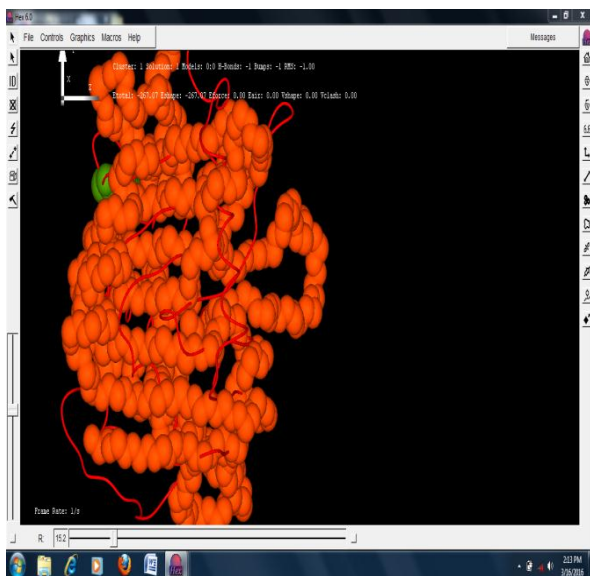 Hex 6.0
File Controls Graphics Macros Help
Messages
Cluster: 1 Solution: 1 Models: 0:0 H-Bonds: -1 Bumps: -1 RMS: -1.00
X
Etotal: -267.07 Eshape: -267.07 Eforce: 0.00 Eair: 0.00 Vshape: 0.00 Vclash: 0.00
ID
Frame Rate: 1/s
R: 15.2
2:13 PM
3/16/2016